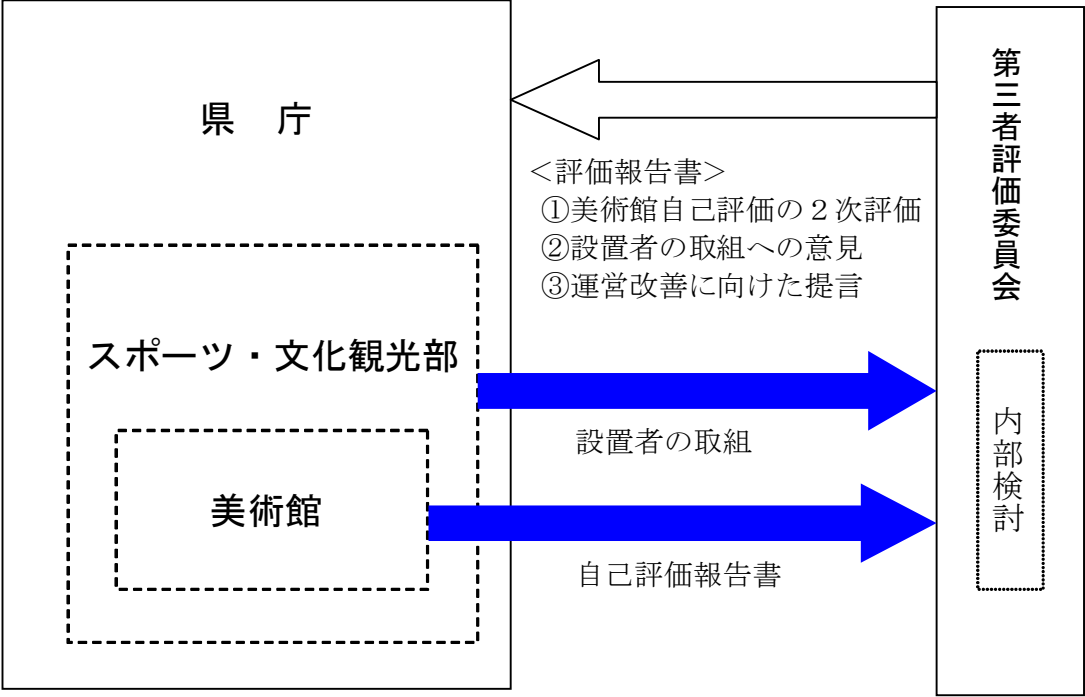 県　庁
スポーツ・文化観光部
美術館
＜評価報告書＞
①美術館自己評価の２次評価
②設置者の取組への意見
③運営改善に向けた提言
設置者の取組
自己評価報告書
第三者評価委員会
内部検討